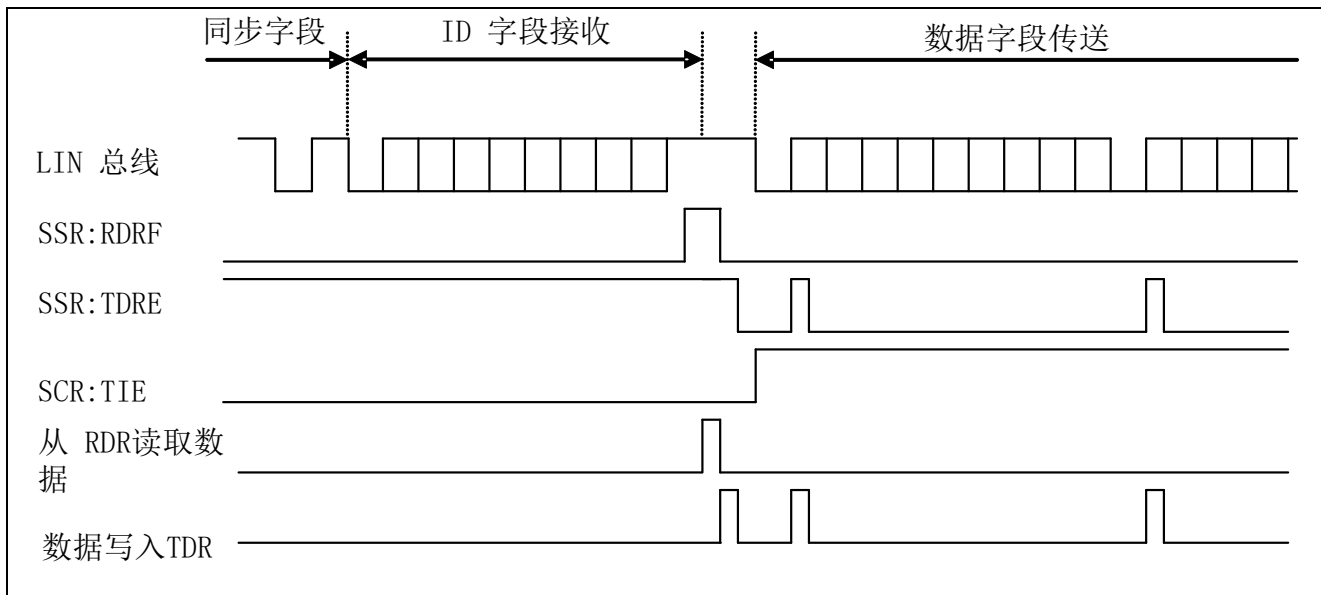 同步字段
ID 字段接收
数据字段传送
LIN 总线
SSR:RDRF
SSR:TDRE
SCR:TIE
从 RDR读取数
据
数据写入TDR